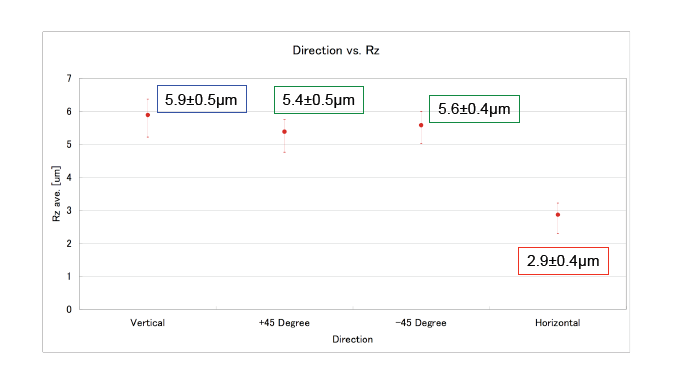 Direction vs. Rz
7
6
5
4
3
2
1
0
Rz ave. [um]
5.9±0.5μm
5.4±0.5μm
5.6±0.4μm
2.9±0.4μm
Vertical
+45 Degree
-45 Degree
Horizontal
Direction